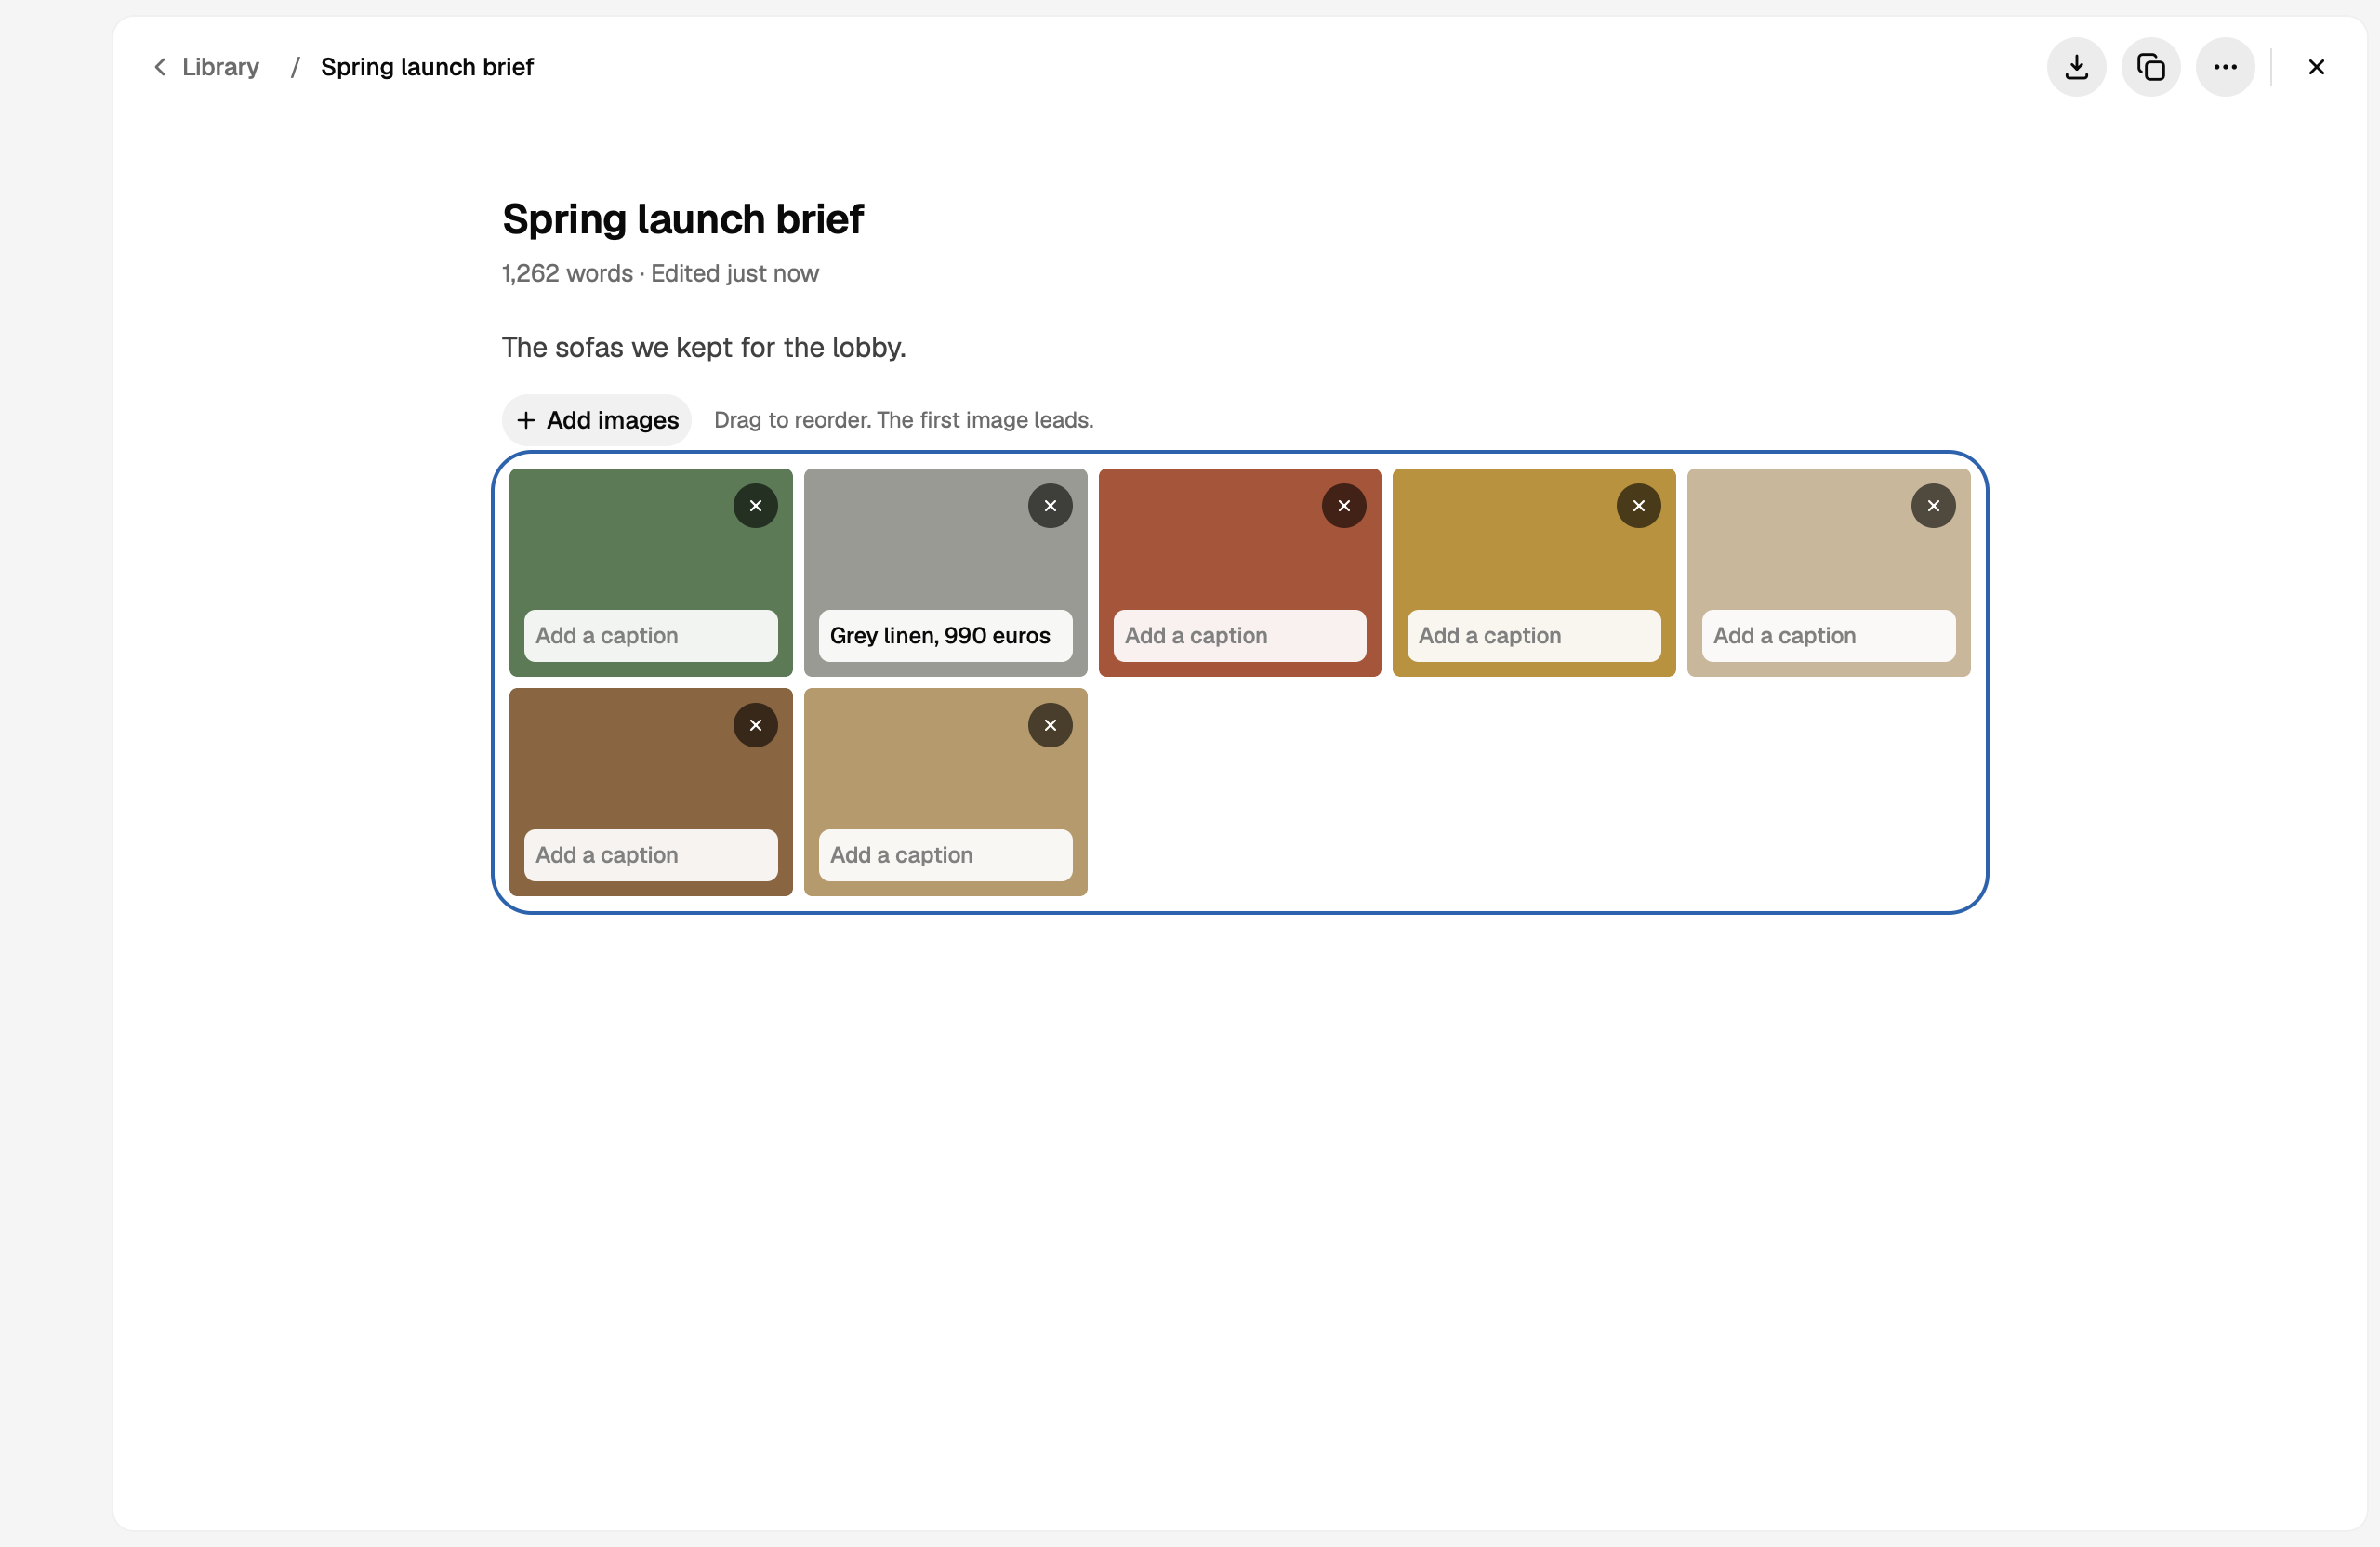 Library / Spring launch brief
Spring launch brief
1,262 words · Edited just now
The sofas we kept for the lobby.
+ Add images Drag to reorder. The first image leads.
Add a caption Grey linen, 990 euros Add a caption Add a caption Add a caption
Add a caption Add a caption